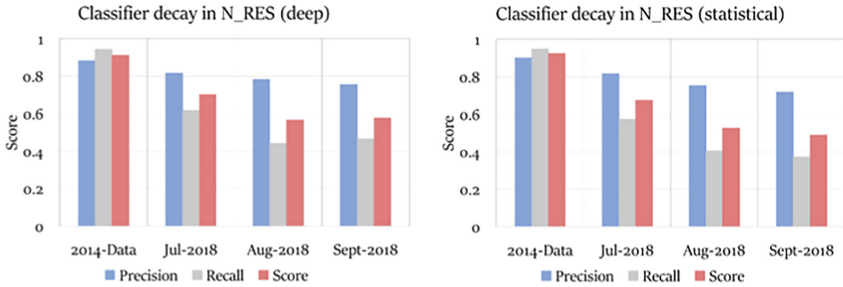 Classifier decay in N_RES (deep)
1
0.8
0.6
0.4
0.2
0
Score
2014-Data Jul-2018 Aug-2018 Sept-2018
Precision Recall Score
Classifier decay in N_RES (statistical)
1
0.8
0.6
0.4
0.2
0
Score
2014-Data Jul-2018 Aug-2018 Sept-2018
Precision Recall Score